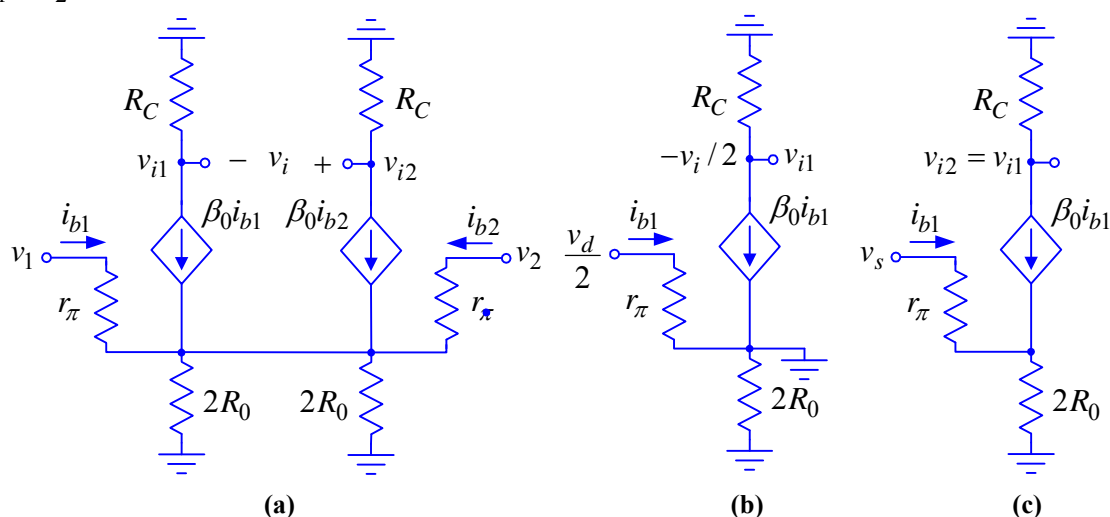 R_C
R_C
v_{i1} − v_i + v_{i2}
β_0 i_{b1}
β_0 i_{b2}
i_{b1}
i_{b2}
v_1
v_2
r_π
r_π
2R_0
2R_0
(a)
R_C
−v_i / 2
v_{i1}
β_0 i_{b1}
i_{b1}
v_d / 2
r_π
2R_0
(b)
R_C
v_{i2} = v_{i1}
β_0 i_{b1}
i_{b1}
v_s
r_π
2R_0
(c)